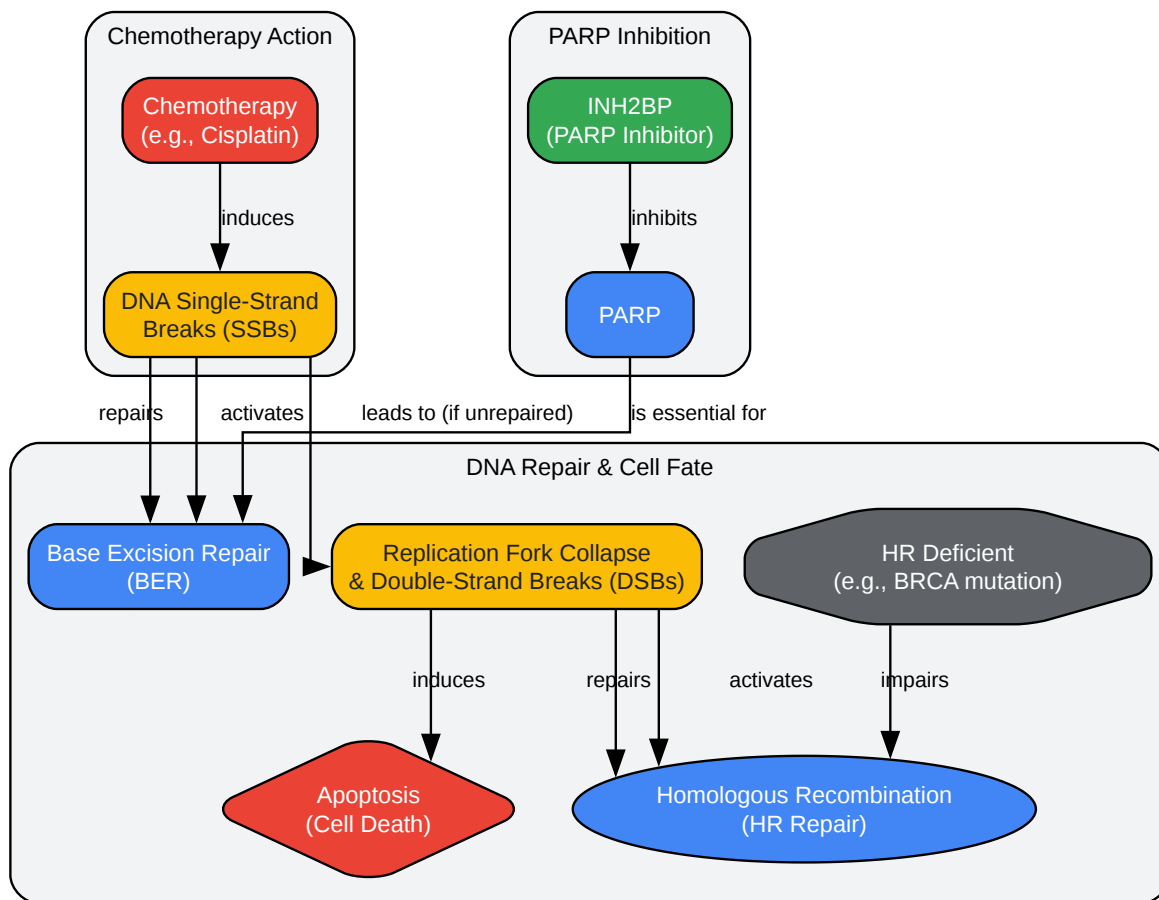 Chemotherapy Action
PARP Inhibition
Chemotherapy
(e.g., Cisplatin)
INH2BP
(PARP Inhibitor)
induces
inhibits
DNA Single-Strand
Breaks (SSBs)
PARP
repairs
activates
leads to (if unrepaired)
is essential for
DNA Repair & Cell Fate
Base Excision Repair
(BER)
Replication Fork Collapse
& Double-Strand Breaks (DSBs)
HR Deficient
(e.g., BRCA mutation)
induces
repairs
activates
impairs
Apoptosis
(Cell Death)
Homologous Recombination
(HR Repair)